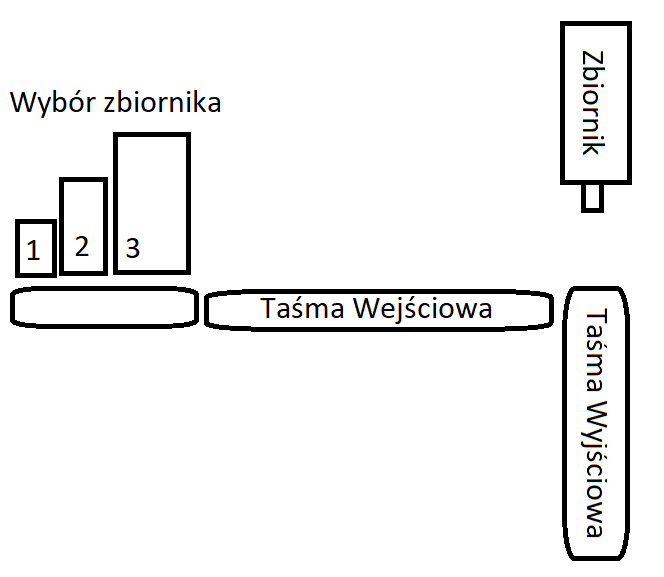 Wybór zbiornika
1
2
3
Zbiornik
Taśma Wejściowa
Taśma Wyjściowa